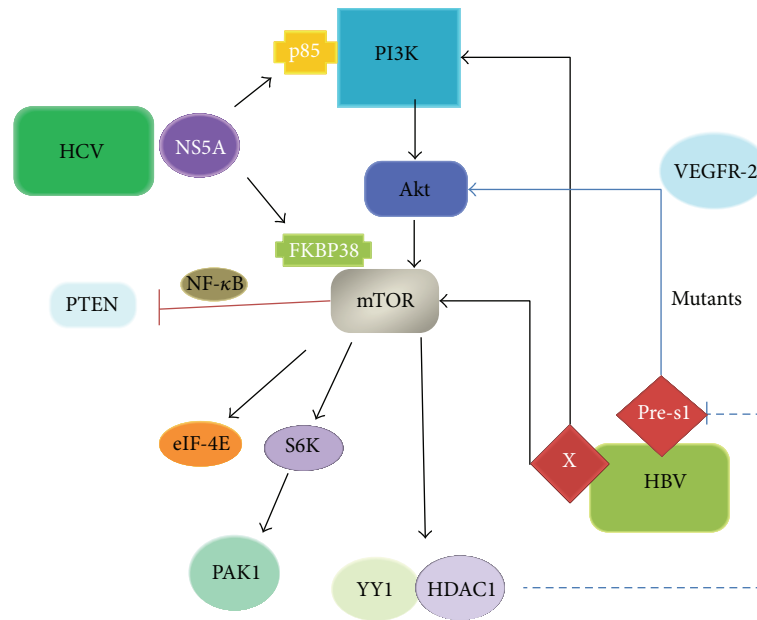 p85
PI3K
HCV
NS5A
VEGFR-2
Akt
FKBP38
NF-κB
PTEN
mTOR
Mutants
Pre-s1
eIF-4E
S6K
X
HBV
PAK1
YY1
HDAC1